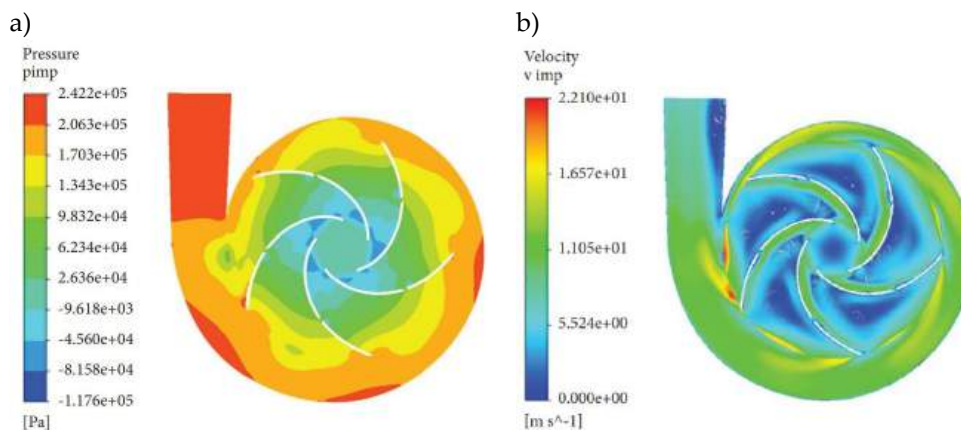 a)
Pressure
pimp
2.422e+05
2.063e+05
1.703e+05
1.343e+05
9.832e+04
6.234e+04
2.636e+04
-9.618e+03
-4.560e+04
-8.158e+04
-1.176e+05
[Pa]
b)
Velocity
v imp
2.210e+01
1.657e+01
1.105e+01
5.524e+00
0.000e+00
[m s^-1]